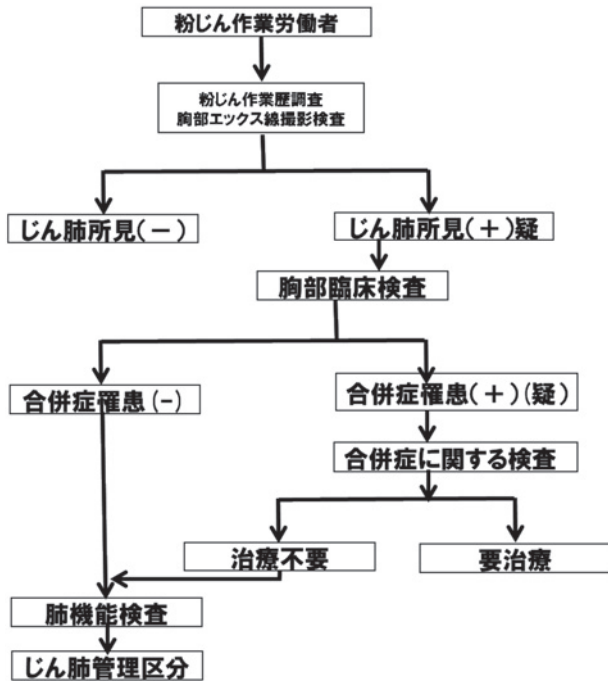 粉じん作業労働者
粉じん作業歴調査
胸部エックス線撮影検査
じん肺所見(－)
じん肺所見(＋)疑
胸部臨床検査
合併症罹患(-)
合併症罹患(＋)(疑)
合併症に関する検査
治療不要
要治療
肺機能検査
じん肺管理区分